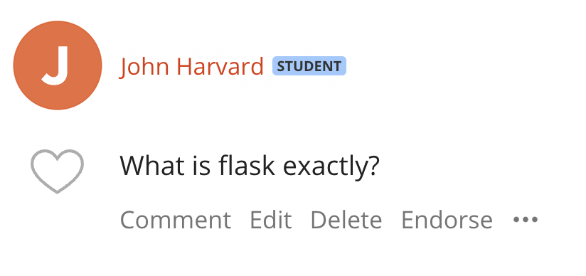 J
John Harvard STUDENT
What is flask exactly?
Comment Edit Delete Endorse •••